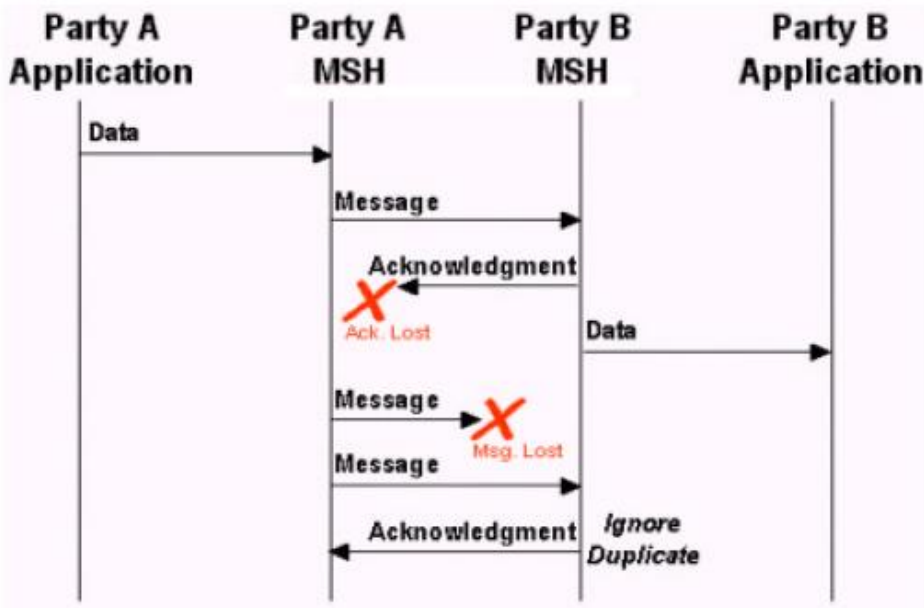 Party A
Application
Party A
MSH
Party B
MSH
Party B
Application
Data
Message
Acknowledgment
Ack. Lost
Data
Message
Msg. Lost
Message
Acknowledgment
Ignore
Duplicate